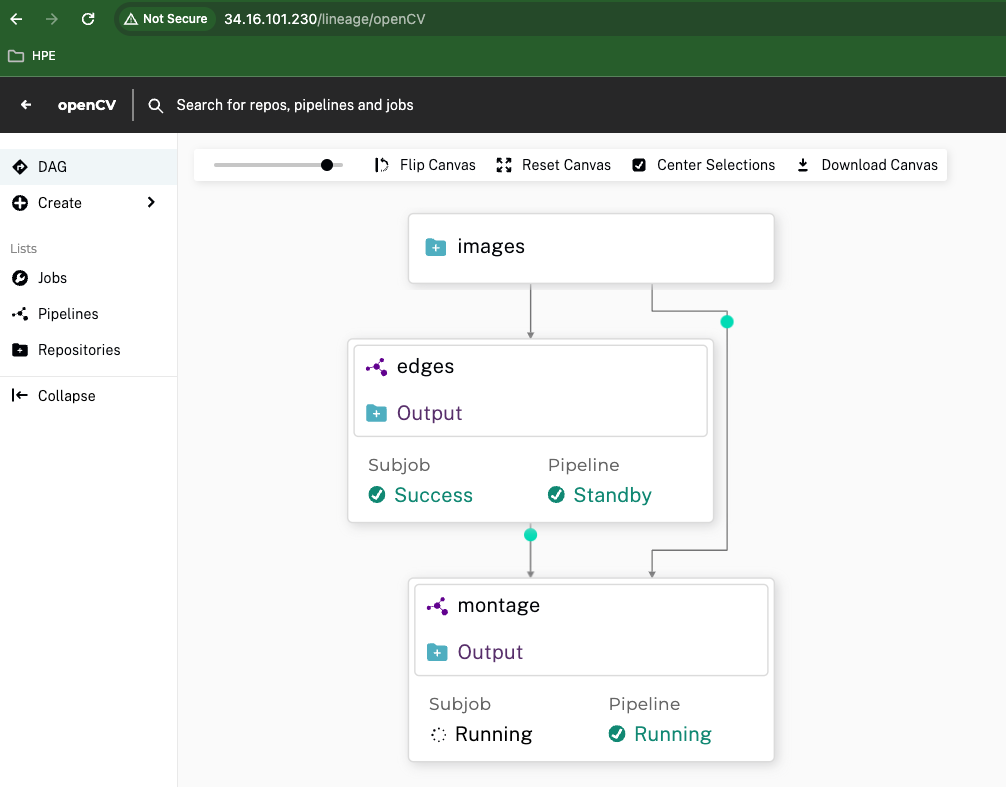 Not Secure 34.16.101.230/lineage/openCV
HPE
openCV Search for repos, pipelines and jobs
DAG
Create
Lists
Jobs
Pipelines
Repositories
Collapse
Flip Canvas Reset Canvas Center Selections Download Canvas
images
edges
Output
Subjob Pipeline
Success Standby
montage
Output
Subjob Pipeline
Running Running